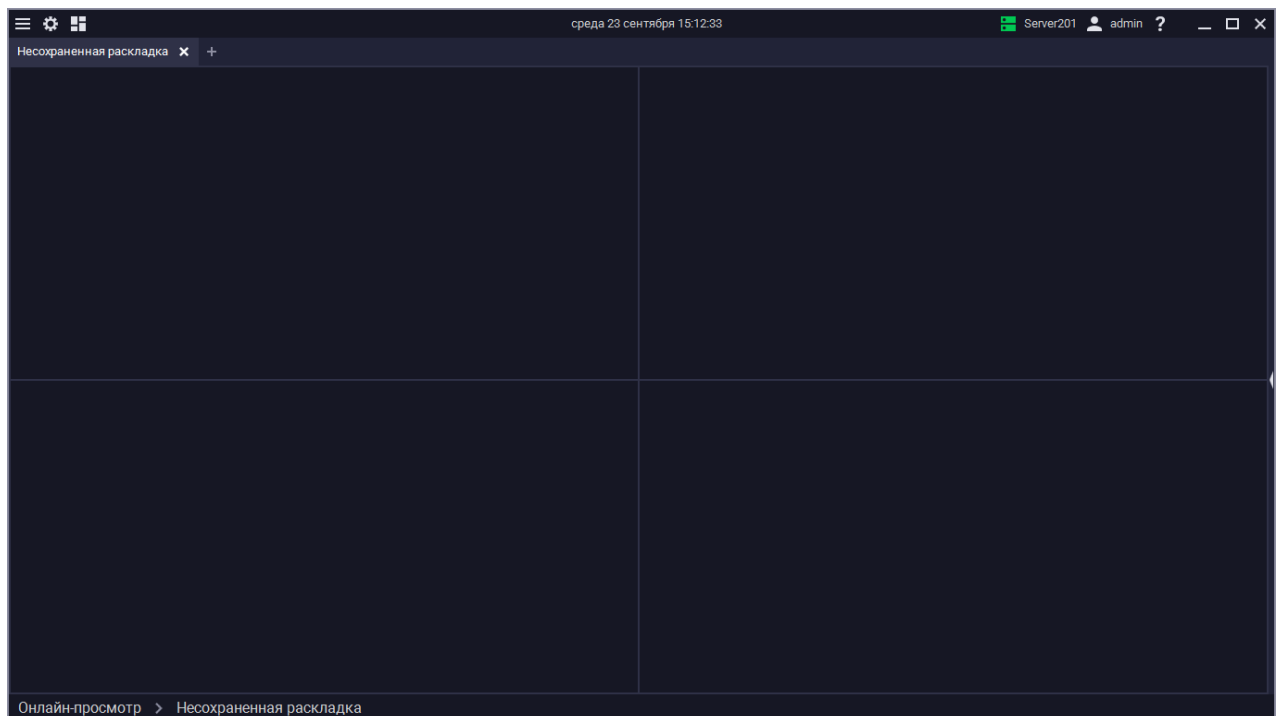 среда 23 сентября 15:12:33 Server201 admin ?
Несохраненная раскладка
Онлайн-просмотр > Несохраненная раскладка